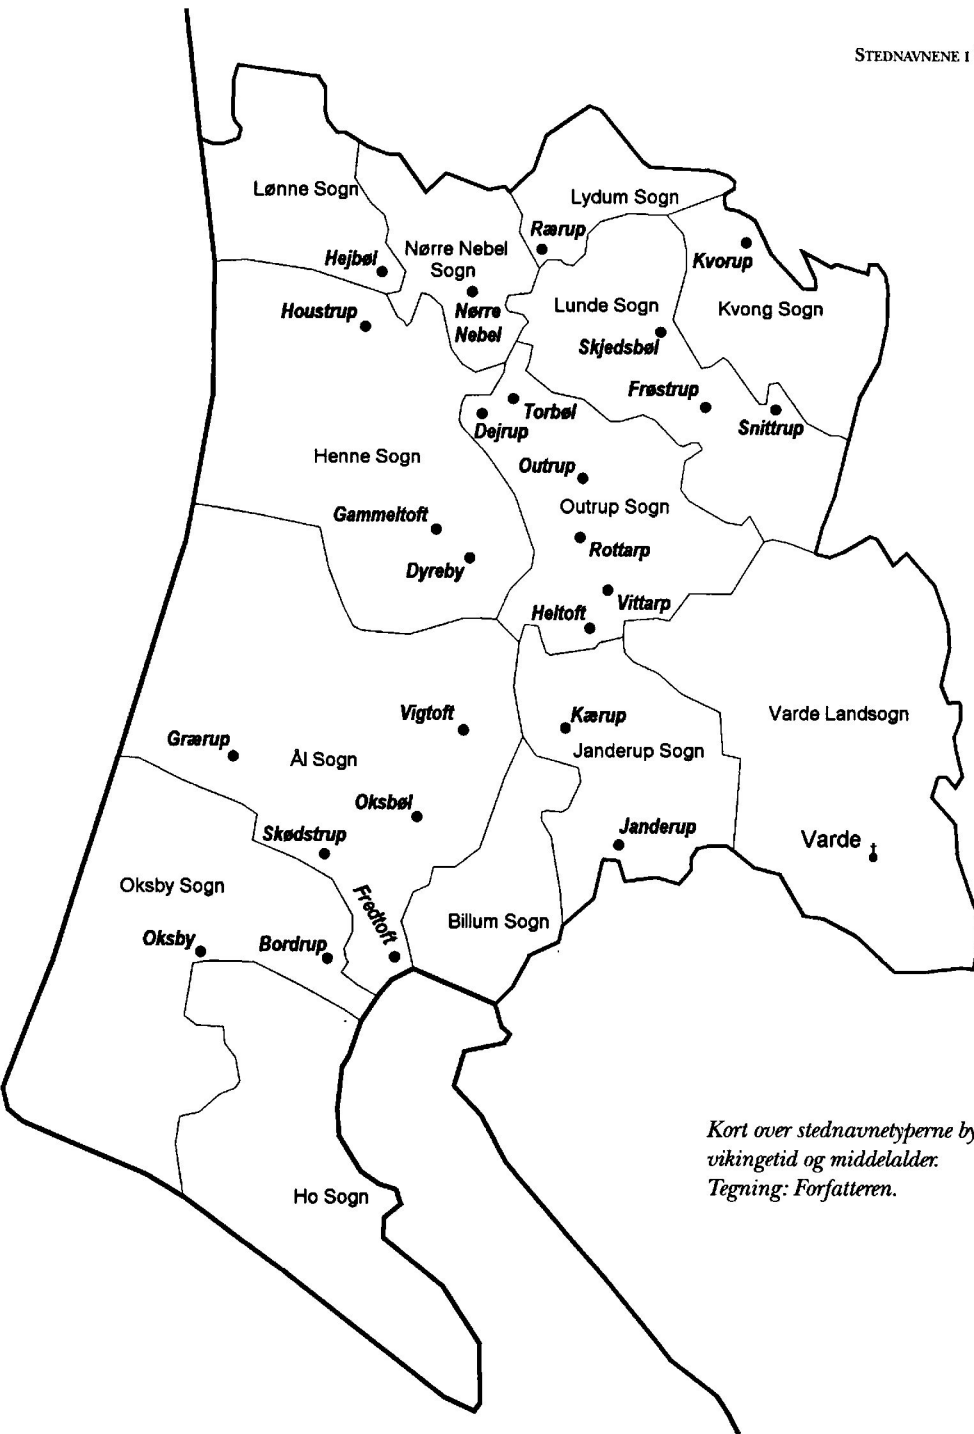 STEDNAVNENE I
Lønne Sogn
Lydum Sogn
Rærup
Nørre Nebel
Sogn
Hejbøl
Kvorup
Nørre
Nebel
Houstrup
Lunde Sogn
Kvong Sogn
Skjedsbøl
Frøstrup
Torbøl
Dejrup
Snittrup
Henne Sogn
Outrup
Outrup Sogn
Gammeltoft
Rottarp
Dyreby
Vittarp
Heltoft
Vigtoft
Kærup
Varde Landsogn
Grærup
Ål Sogn
Janderup Sogn
Oksbøl
Skødstrup
Janderup
Varde
Oksby Sogn
Fredtoft
Billum Sogn
Oksby
Bordrup
Kort over stednavnetyperne by
vikingetid og middelalder.
Tegning: Forfatteren.
Ho Sogn